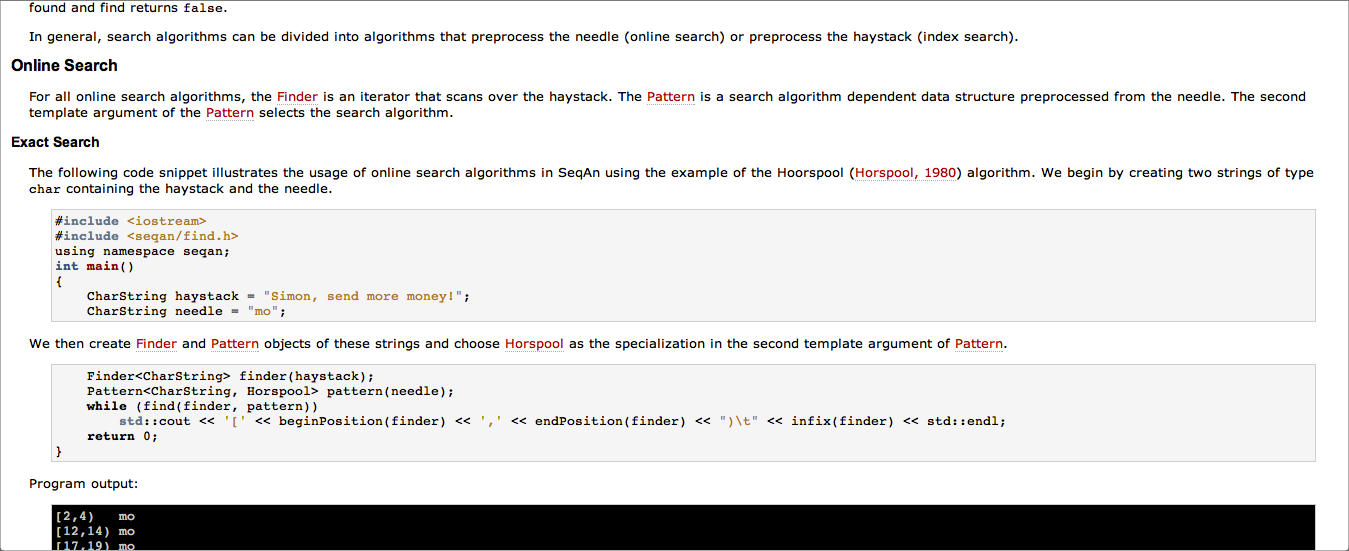 found and find returns false.
In general, search algorithms can be divided into algorithms that preprocess the needle (online search) or preprocess the haystack (index search).
Online Search
For all online search algorithms, the Finder is an iterator that scans over the haystack. The Pattern is a search algorithm dependent data structure preprocessed from the needle. The second
template argument of the Pattern selects the search algorithm.
Exact Search
The following code snippet illustrates the usage of online search algorithms in SeqAn using the example of the Hoorspool (Horspool, 1980) algorithm. We begin by creating two strings of type
char containing the haystack and the needle.
#include <iostream>
#include <seqan/find.h>
using namespace seqan;
int main()
{
    CharString haystack = "Simon, send more money!";
    CharString needle = "mo";
We then create Finder and Pattern objects of these strings and choose Horspool as the specialization in the second template argument of Pattern.
    Finder<CharString> finder(haystack);
    Pattern<CharString, Horspool> pattern(needle);
    while (find(finder, pattern))
        std::cout << '[' << beginPosition(finder) << ',' << endPosition(finder) << ")\t" << infix(finder) << std::endl;
    return 0;
}
Program output:
[2,4)   mo
[12,14) mo
[17,19) mo